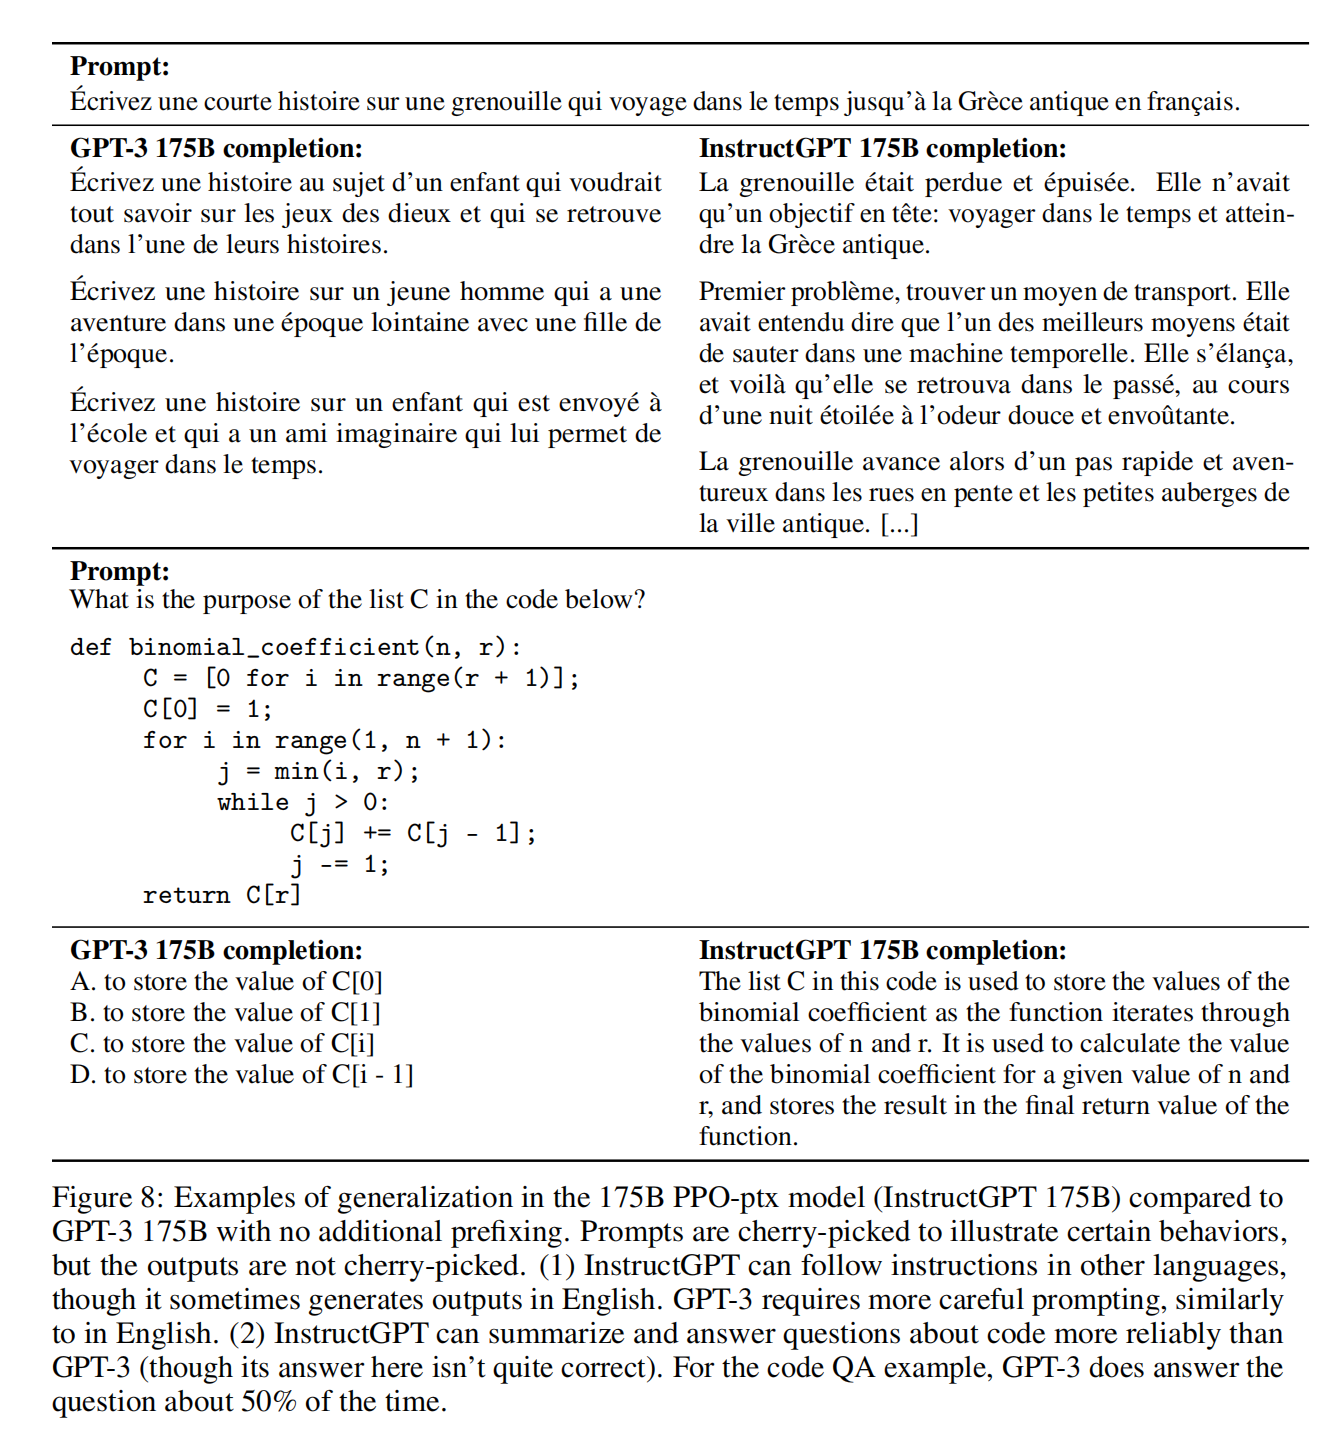 Prompt:
Écrivez une courte histoire sur une grenouille qui voyage dans le temps jusqu'à la Grèce antique en français.
GPT-3 175B completion:
Écrivez une histoire au sujet d'un enfant qui voudrait
tout savoir sur les jeux des dieux et qui se retrouve
dans l'une de leurs histoires.
Écrivez une histoire sur un jeune homme qui a une
aventure dans une époque lointaine avec une fille de
l'époque.
Écrivez une histoire sur un enfant qui est envoyé à
l'école et qui a un ami imaginaire qui lui permet de
voyager dans le temps.
InstructGPT 175B completion:
La grenouille était perdue et épuisée. Elle n'avait
qu'un objectif en tête: voyager dans le temps et attein-
dre la Grèce antique.
Premier problème, trouver un moyen de transport. Elle
avait entendu dire que l'un des meilleurs moyens était
de sauter dans une machine temporelle. Elle s'élança,
et voilà qu'elle se retrouva dans le passé, au cours
d'une nuit étoilée à l'odeur douce et envoûtante.
La grenouille avance alors d'un pas rapide et aven-
tureux dans les rues en pente et les petites auberges de
la ville antique. [...]
Prompt:
What is the purpose of the list C in the code below?
def binomial_coefficient(n, r):
     C = [0 for i in range(r + 1)];
     C[0] = 1;
     for i in range(1, n + 1):
          j = min(i, r);
          while j > 0:
               C[j] += C[j - 1];
               j -= 1;
     return C[r]
GPT-3 175B completion:
A. to store the value of C[0]
B. to store the value of C[1]
C. to store the value of C[i]
D. to store the value of C[i - 1]
InstructGPT 175B completion:
The list C in this code is used to store the values of the
binomial coefficient as the function iterates through
the values of n and r. It is used to calculate the value
of the binomial coefficient for a given value of n and
r, and stores the result in the final return value of the
function.
Figure 8: Examples of generalization in the 175B PPO-ptx model (InstructGPT 175B) compared to
GPT-3 175B with no additional prefixing. Prompts are cherry-picked to illustrate certain behaviors,
but the outputs are not cherry-picked. (1) InstructGPT can follow instructions in other languages,
though it sometimes generates outputs in English. GPT-3 requires more careful prompting, similarly
to in English. (2) InstructGPT can summarize and answer questions about code more reliably than
GPT-3 (though its answer here isn't quite correct). For the code QA example, GPT-3 does answer the
question about 50% of the time.